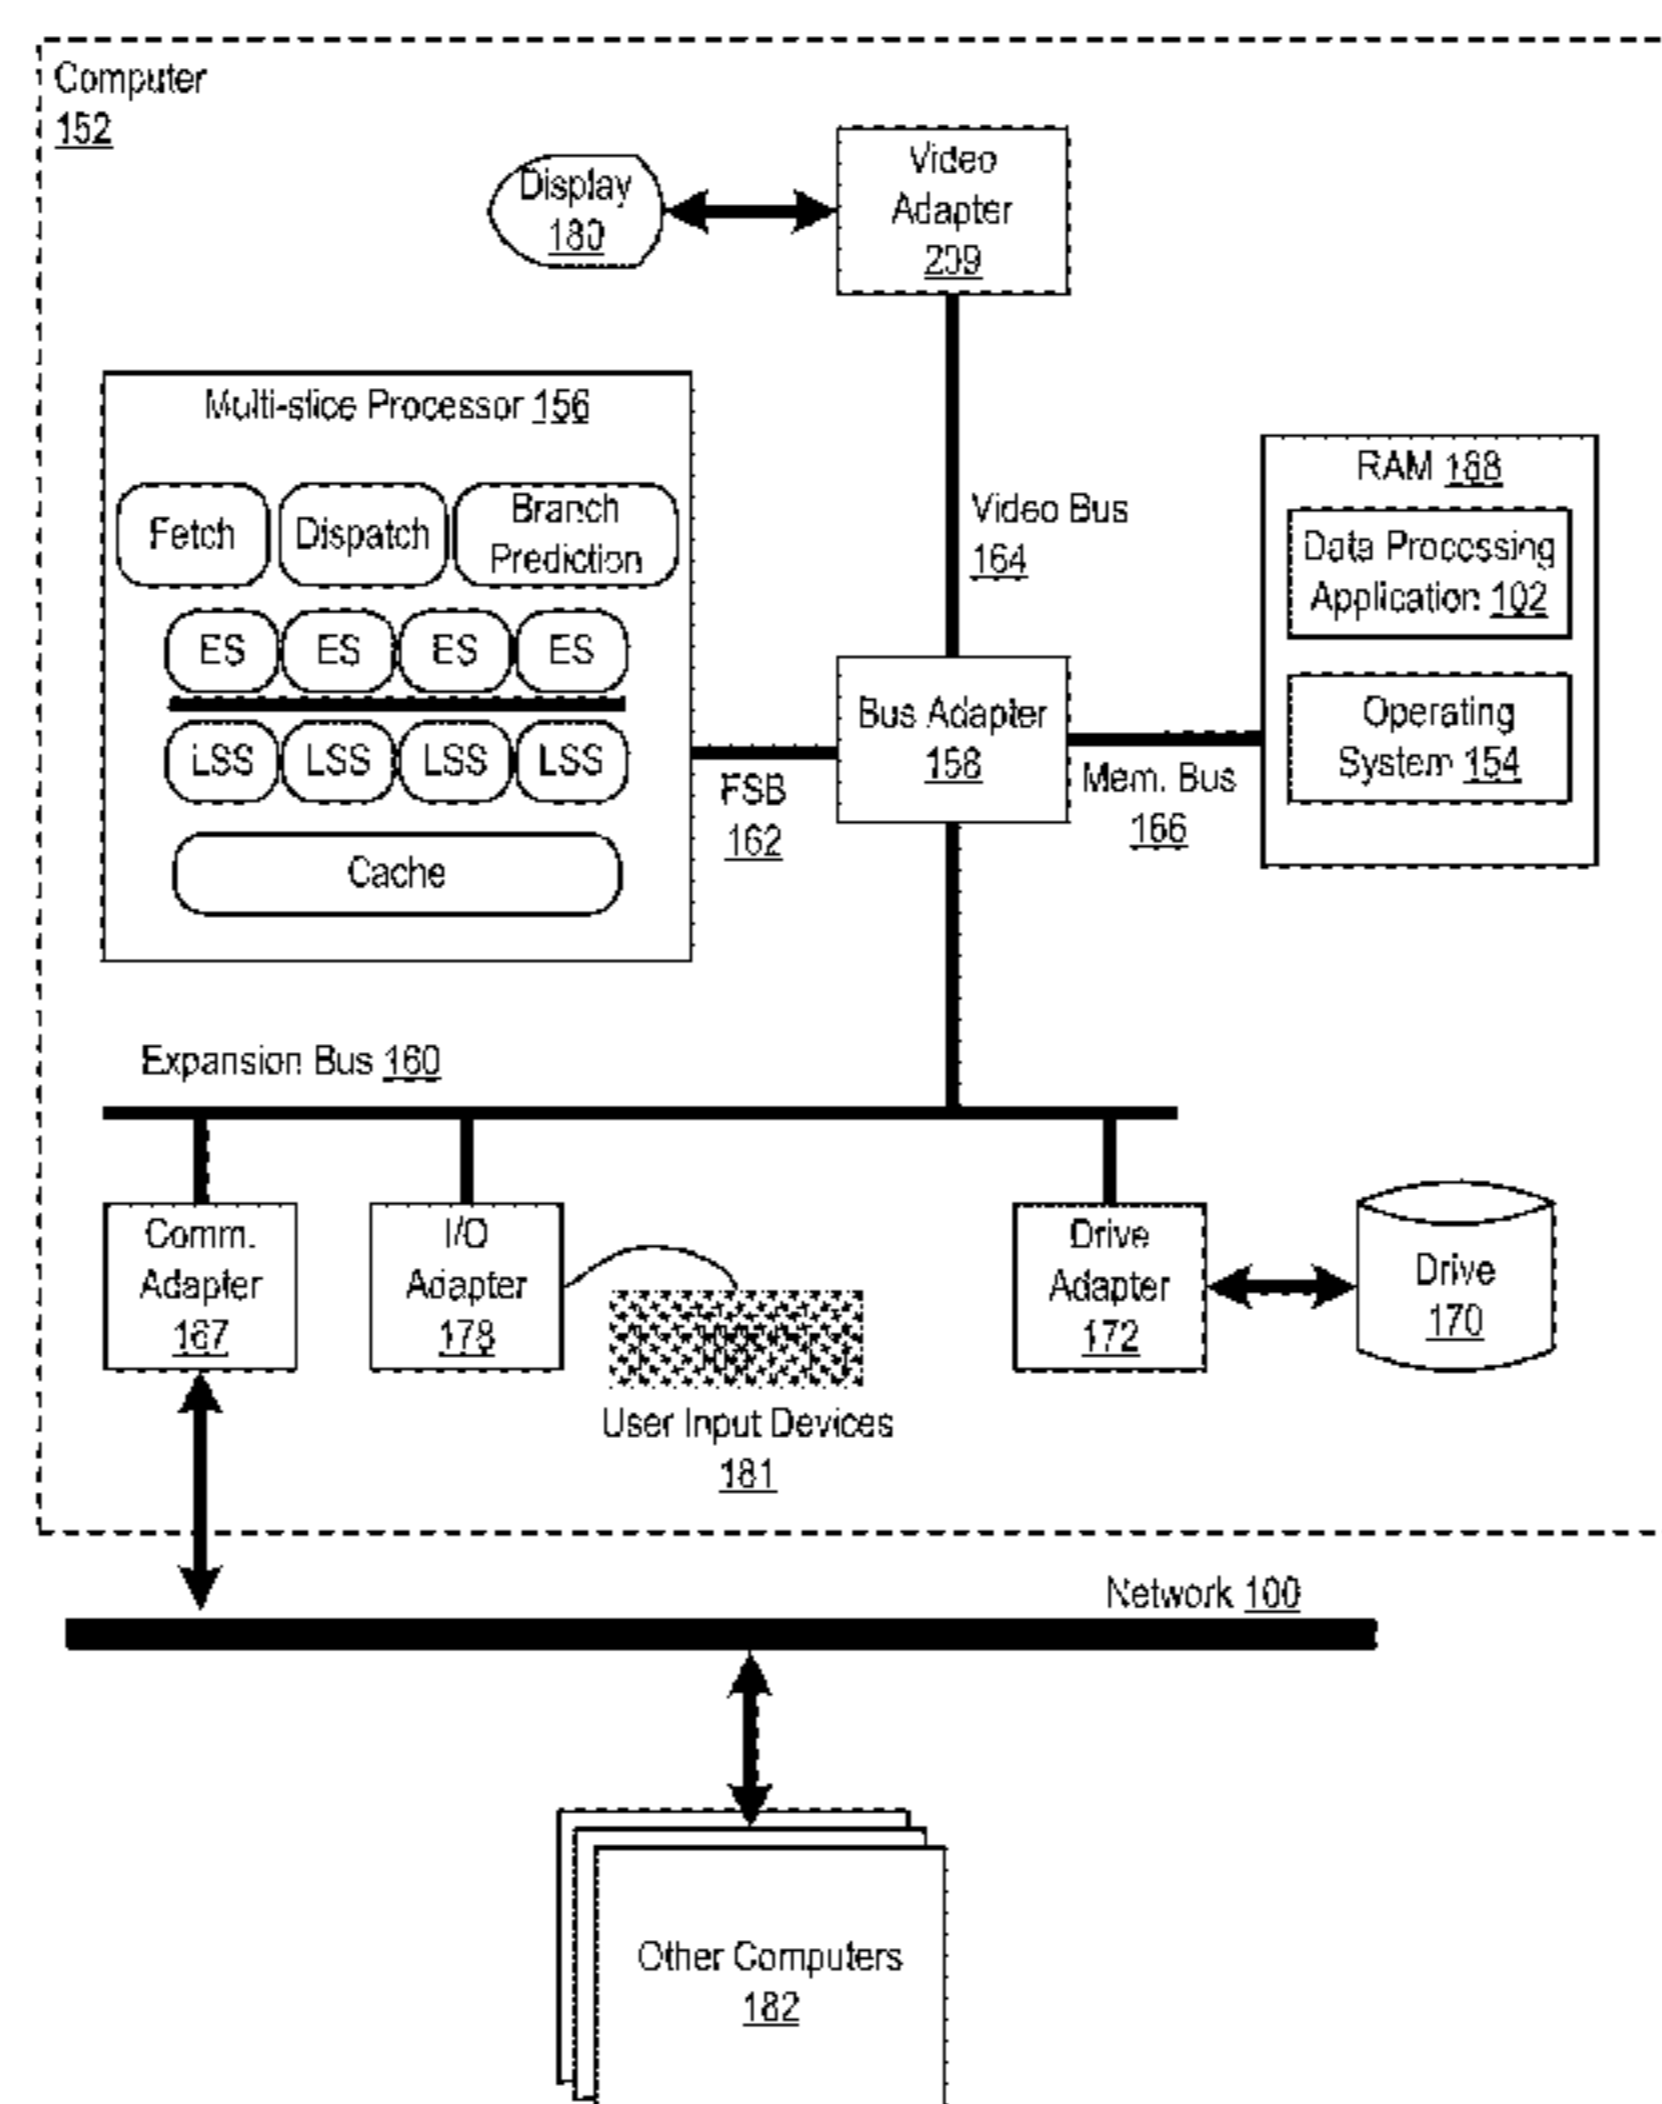 Computer
152
Display
180
Video
Adapter
209
Multi-slice Processor 156
Fetch
Dispatch
Branch
Prediction
ES
ES
ES
ES
LSS
LSS
LSS
LSS
Cache
Video Bus
164
RAM 168
Data Processing
Application 102
Operating
System 154
Bus Adapter
158
FSB
162
Mem. Bus
166
Expansion Bus 160
Comm.
Adapter
167
I/O
Adapter
178
User Input Devices
181
Drive
Adapter
172
Drive
170
Network 100
Other Computers
182